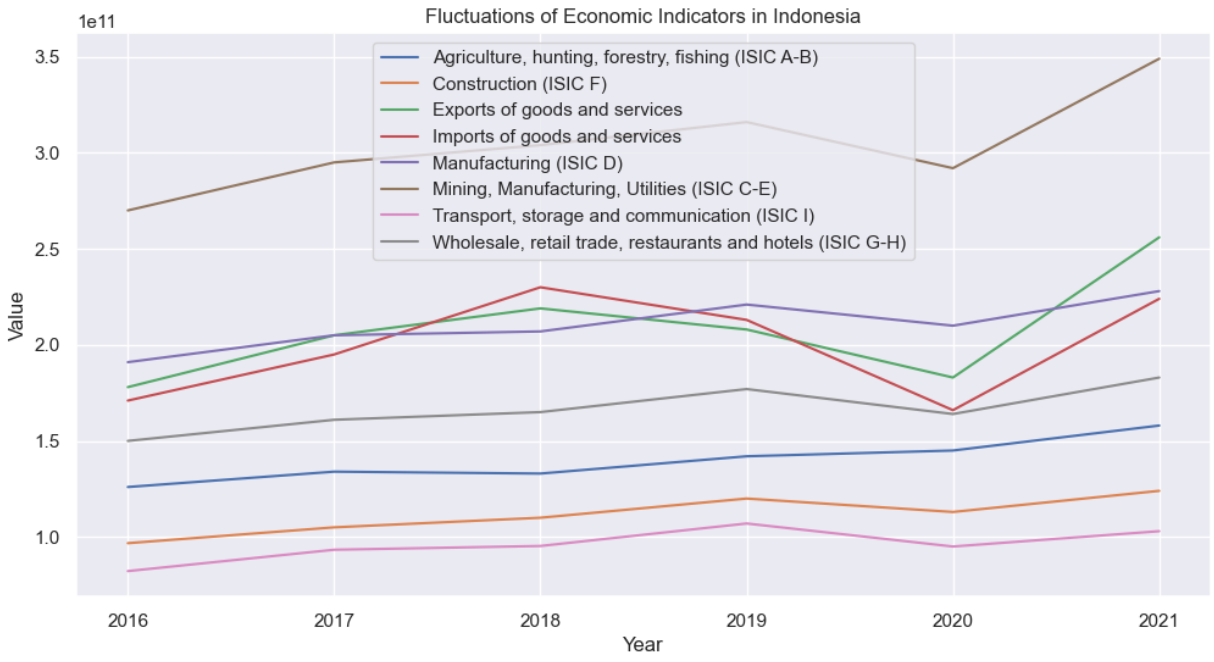 Fluctuations of Economic Indicators in Indonesia
1e11
3.5
3.0
2.5
2.0
1.5
1.0
Value
Agriculture, hunting, forestry, fishing (ISIC A-B)
Construction (ISIC F)
Exports of goods and services
Imports of goods and services
Manufacturing (ISIC D)
Mining, Manufacturing, Utilities (ISIC C-E)
Transport, storage and communication (ISIC I)
Wholesale, retail trade, restaurants and hotels (ISIC G-H)
2016 2017 2018 2019 2020 2021
Year